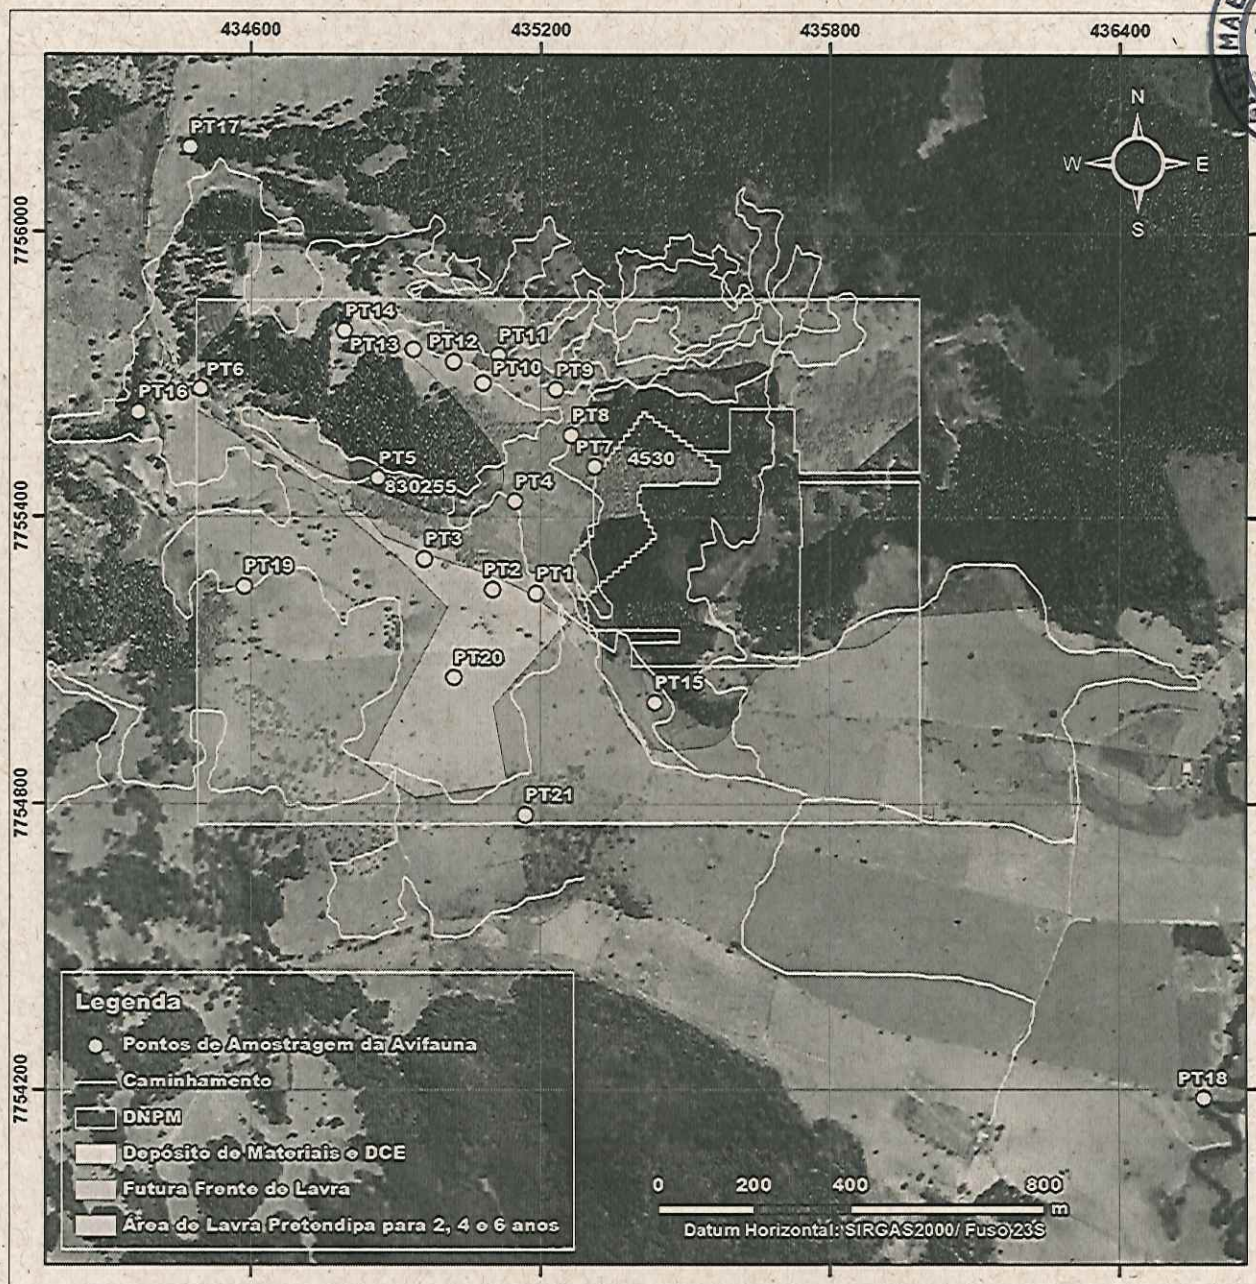 434600 435200 435800 436400
MAE
N
PT17
W E
S
7756000
PT14
PT11
PT13 PT12
PT10 PT9
PT6
PT16
PT8
PT7
PT5 4530
830255 PT4
7755400
PT3
PT19 PT2 PT1
PT20
PT15
7754800
PT21
Legenda
Pontos de Amostragem da Avifauna
Caminhamento
DNPM
Depósito de Materiais e DCE
Futura Frente de Lavra
Área de Lavra Pretendipa para 2, 4 e 6 anos
7754200
PT18
0 200 400 800
m
Datum Horizontal: SIRGAS2000/ Fuso 23S